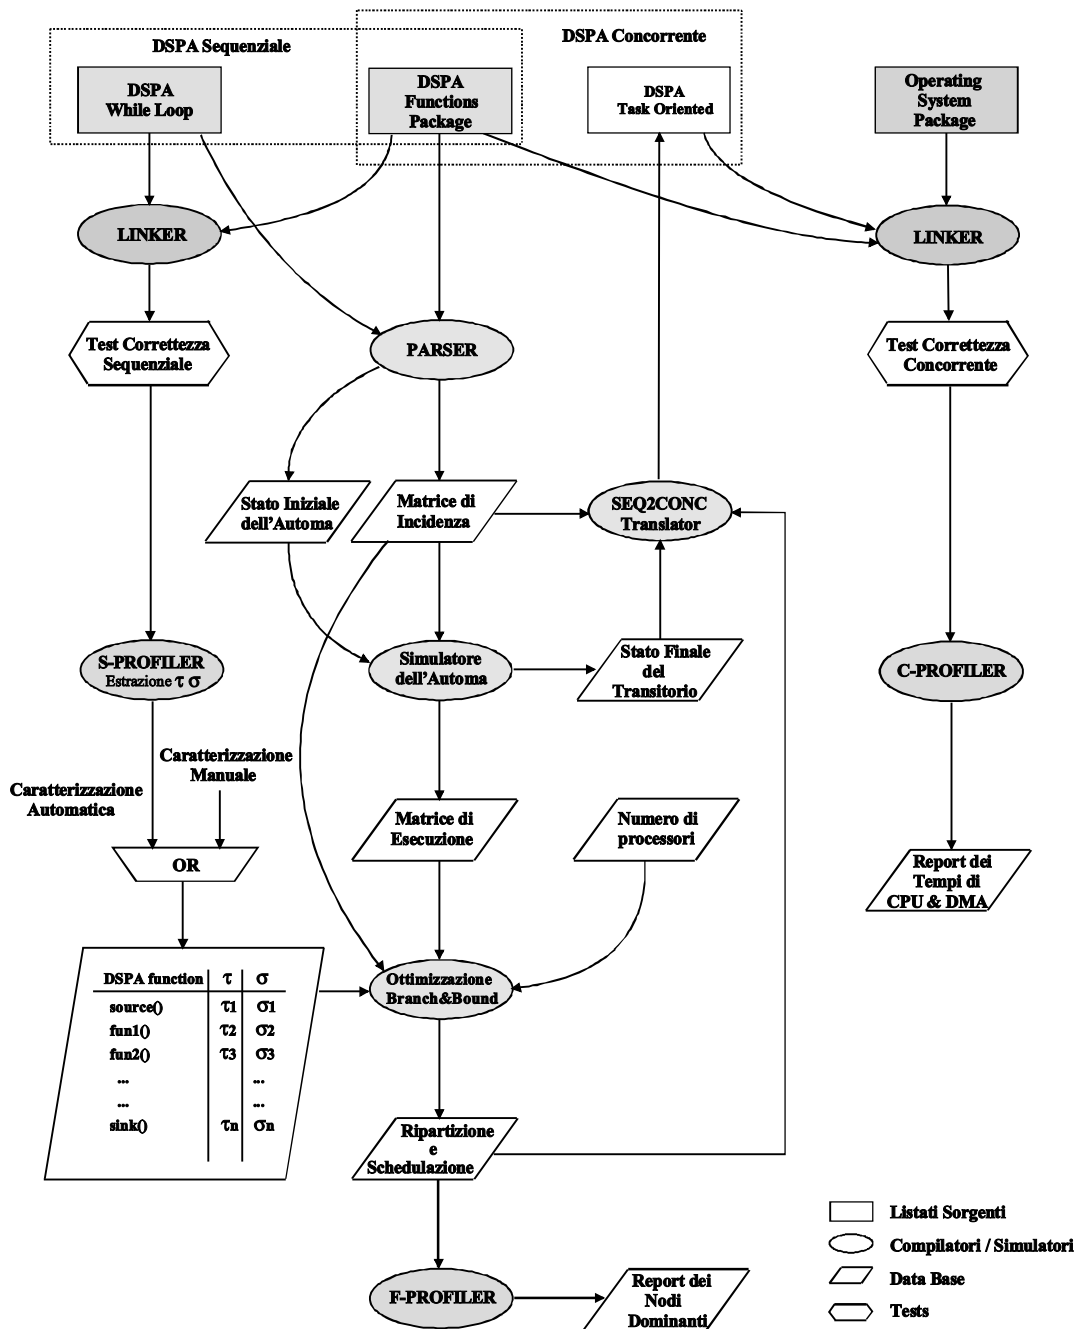 DSPA Sequenziale
DSPA Concorrente
DSPA
While Loop
DSPA
Functions
Package
DSPA
Task Oriented
Operating
System
Package
LINKER
LINKER
Test Correttezza
Sequenziale
PARSER
Test Correttezza
Concorrente
Stato Iniziale
dell'Automa
Matrice di
Incidenza
SEQ2CONC
Translator
S-PROFILER
Estrazione τ σ
Simulatore
dell'Automa
Stato Finale
del
Transitorio
C-PROFILER
Caratterizzazione
Manuale
Caratterizzazione
Automatica
Matrice di
Esecuzione
Numero di
processori
OR
Report dei
Tempi di
CPU & DMA
DSPA function τ σ
source() τ1 σ1
fun1() τ2 σ2
fun2() τ3 σ3
... ...
... ...
sink() τn σn
Ottimizzazione
Branch&Bound
Ripartizione
e
Schedulazione
F-PROFILER
Report dei
Nodi
Dominanti
Listati Sorgenti
Compilatori / Simulatori
Data Base
Tests